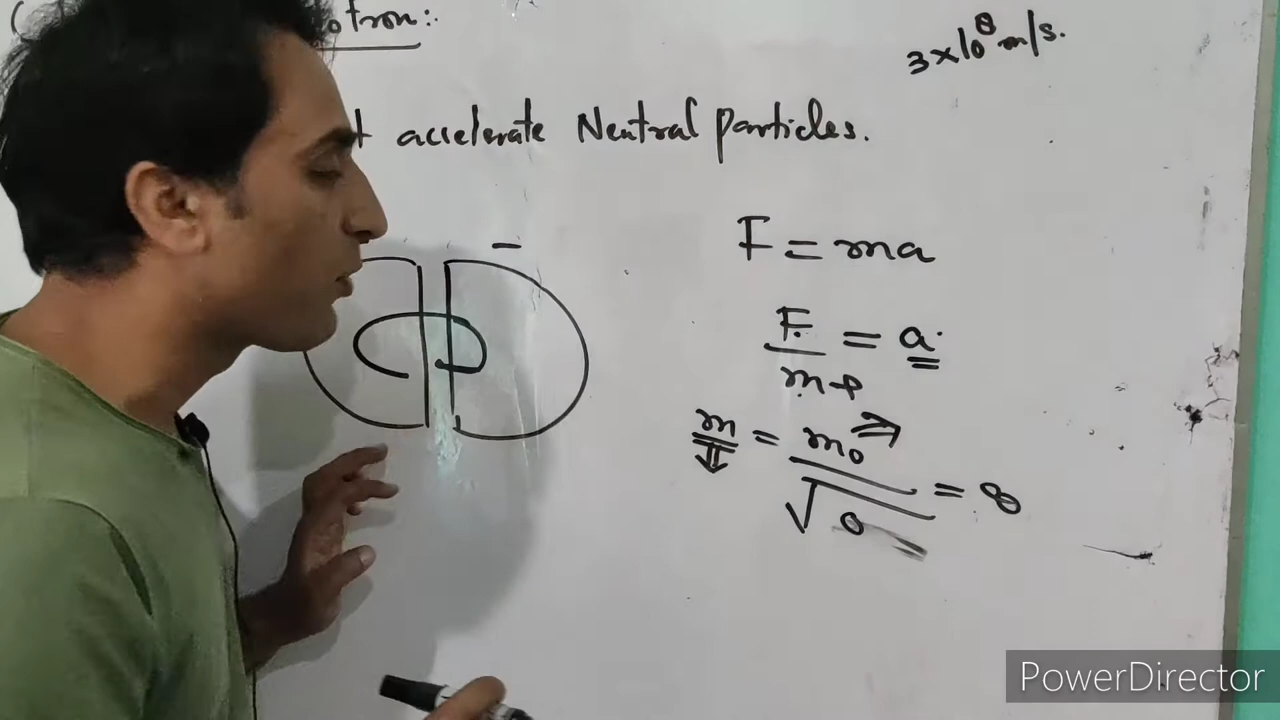 3×10⁸ m/s.
accelerate Neutral particles.
−
F = ma
F/m = a
m = m₀/√0 = ∞
PowerDirector